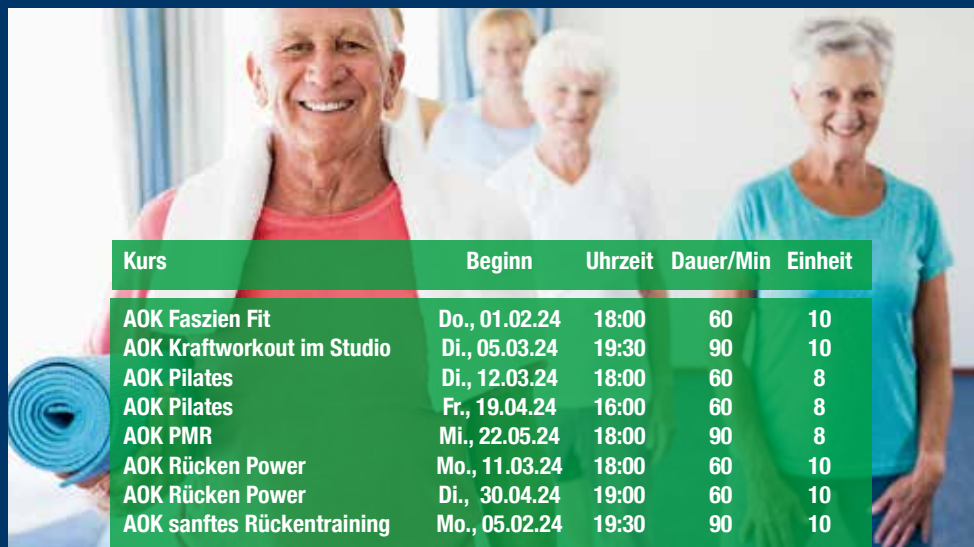 Kurs Beginn Uhrzeit Dauer/Min Einheit
AOK Faszien Fit Do., 01.02.24 18:00 60 10
AOK Kraftworkout im Studio Di., 05.03.24 19:30 90 10
AOK Pilates Di., 12.03.24 18:00 60 8
AOK Pilates Fr., 19.04.24 16:00 60 8
AOK PMR Mi., 22.05.24 18:00 90 8
AOK Rücken Power Mo., 11.03.24 18:00 60 10
AOK Rücken Power Di., 30.04.24 19:00 60 10
AOK sanftes Rückentraining Mo., 05.02.24 19:30 90 10